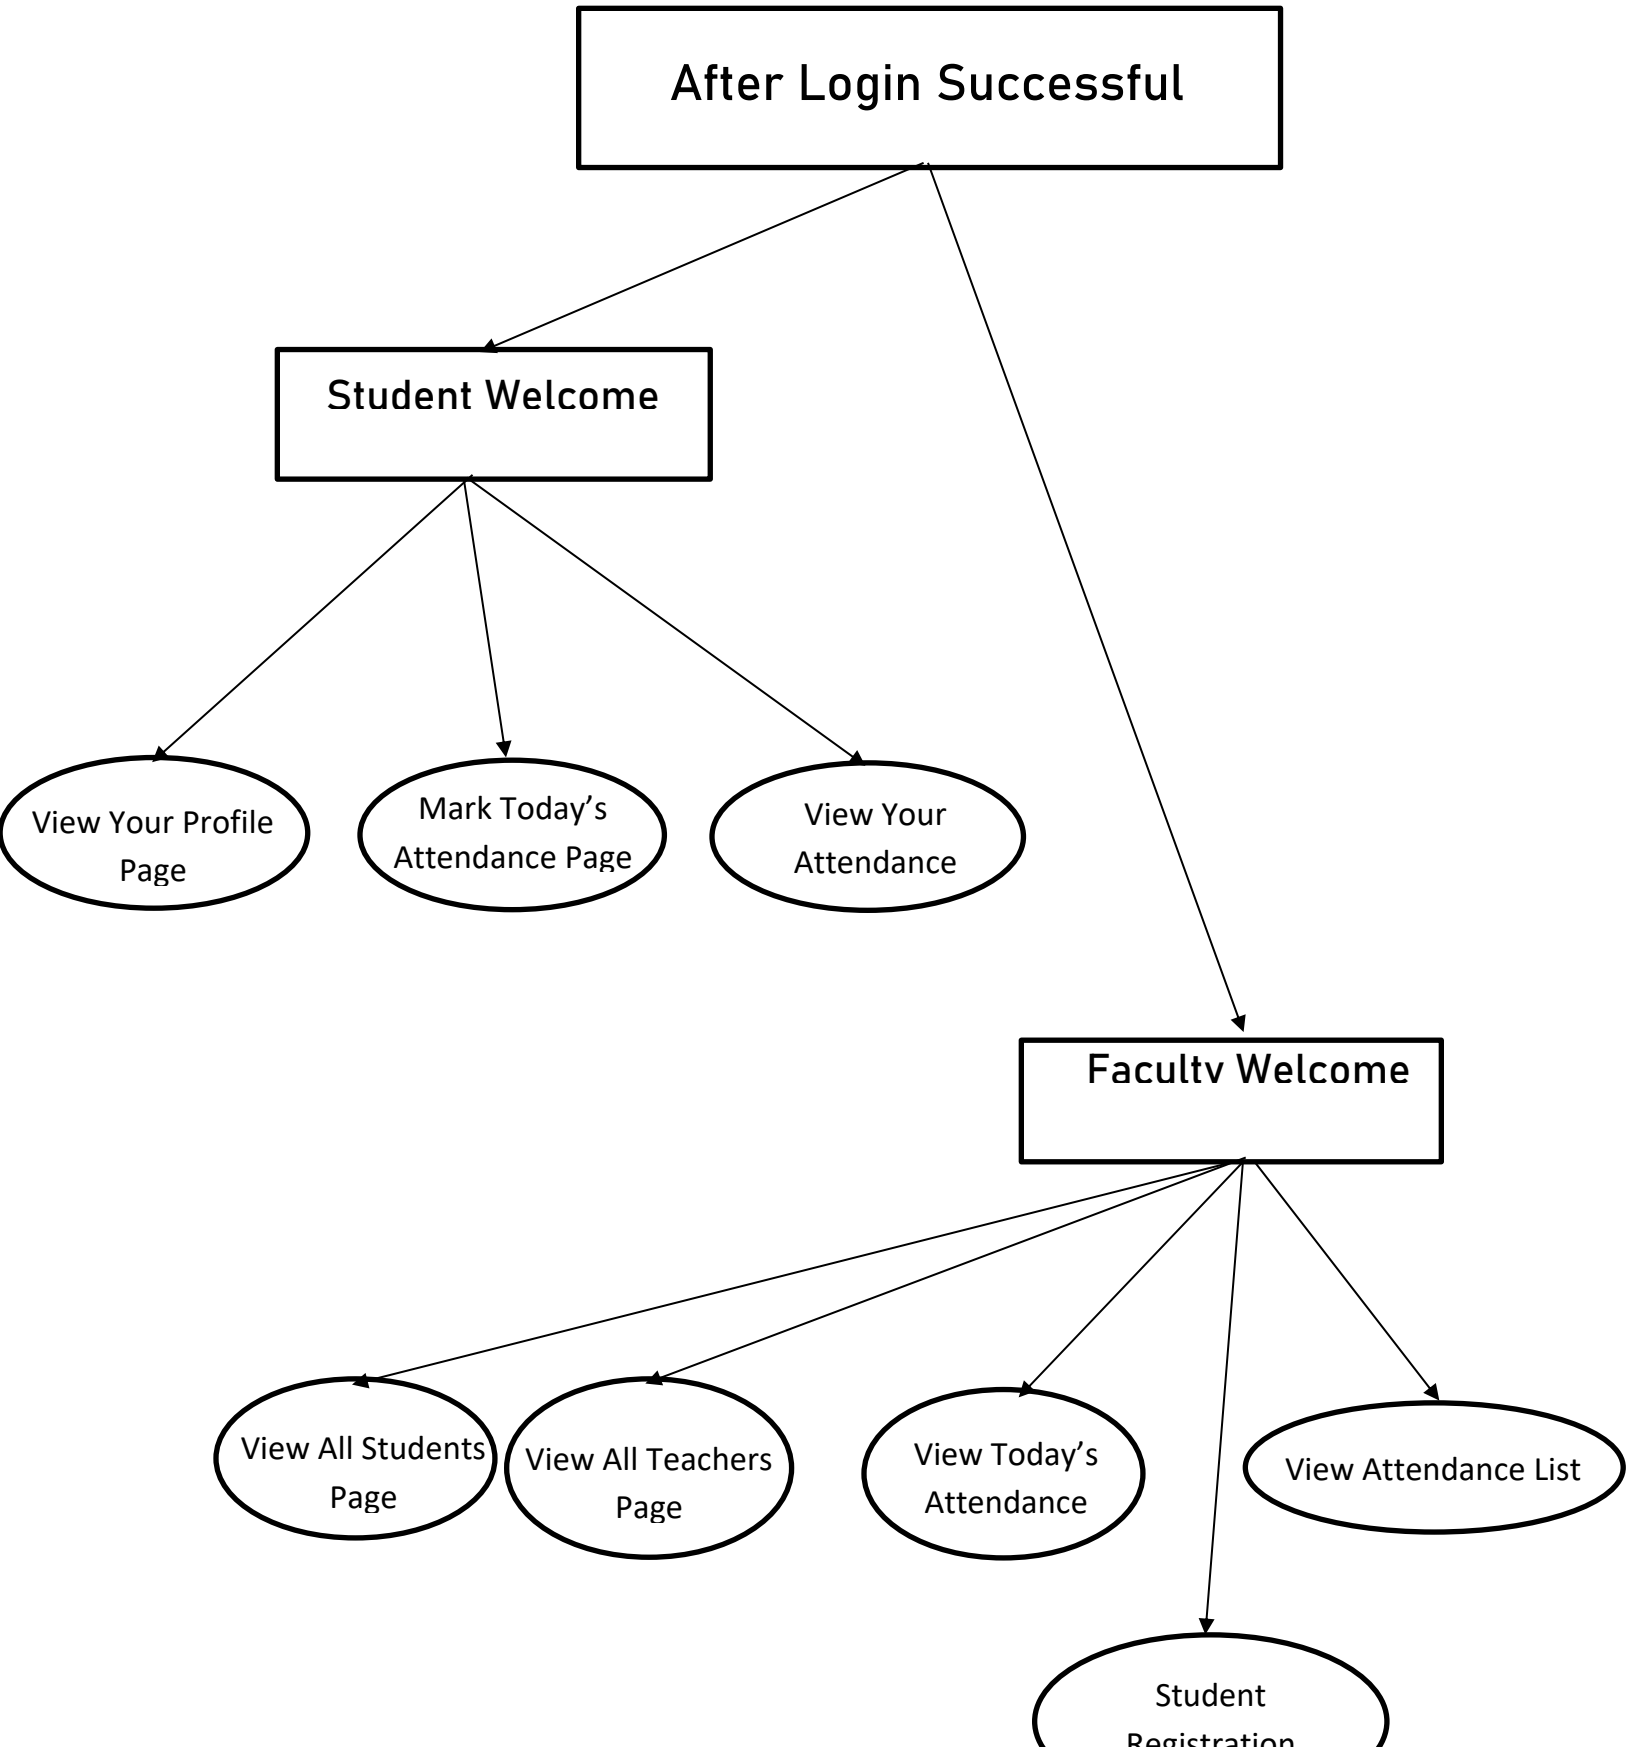 After Login Successful
Student Welcome
View Your Profile
Page
Mark Today’s
Attendance Page
View Your
Attendance
Faculty Welcome
View All Students
Page
View All Teachers
Page
View Today’s
Attendance
View Attendance List
Student
Registration